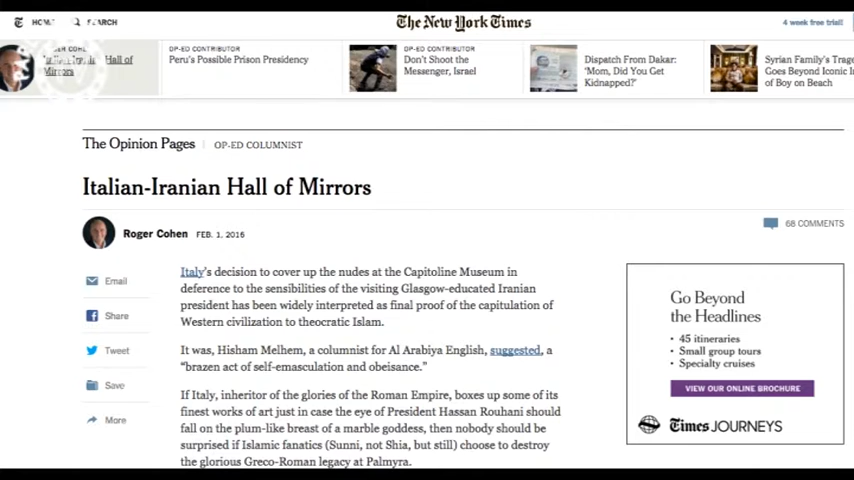 HOME SEARCH The New York Times 4 week free trial!
ROGER COHEN
Italian-Iranian Hall of
Mirrors
OP-ED CONTRIBUTOR
Peru's Possible Prison Presidency
OP-ED CONTRIBUTOR
Don't Shoot the
Messenger, Israel
Dispatch From Dakar:
'Mom, Did You Get
Kidnapped?'
Syrian Family's
Goes Beyond Iconic
of Boy on Beach
The Opinion Pages | OP-ED COLUMNIST
Italian-Iranian Hall of Mirrors
Roger Cohen FEB. 1, 2016
68 COMMENTS
Email
Share
Tweet
Save
More
Italy's decision to cover up the nudes at the Capitoline Museum in
deference to the sensibilities of the visiting Glasgow-educated Iranian
president has been widely interpreted as final proof of the capitulation of
Western civilization to theocratic Islam.
It was, Hisham Melhem, a columnist for Al Arabiya English, suggested, a
“brazen act of self-emasculation and obeisance.”
If Italy, inheritor of the glories of the Roman Empire, boxes up some of its
finest works of art just in case the eye of President Hassan Rouhani should
fall on the plum-like breast of a marble goddess, then nobody should be
surprised if Islamic fanatics (Sunni, not Shia, but still) choose to destroy
the glorious Greco-Roman legacy at Palmyra.
Go Beyond
the Headlines
• 45 itineraries
• Small group tours
• Specialty cruises
VIEW OUR ONLINE BROCHURE
Times JOURNEYS